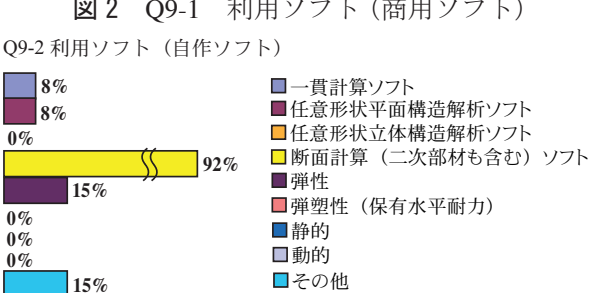 図2 Q9-1 利用ソフト(商用ソフト)
Q9-2 利用ソフト(自作ソフト)
8% 一貫計算ソフト
8% 任意形状平面構造解析ソフト
0% 任意形状立体構造解析ソフト
92% 断面計算(二次部材も含む)ソフト
15% 弾性
0% 弾塑性(保有水平耐力)
0% 静的
0% 動的
15% その他